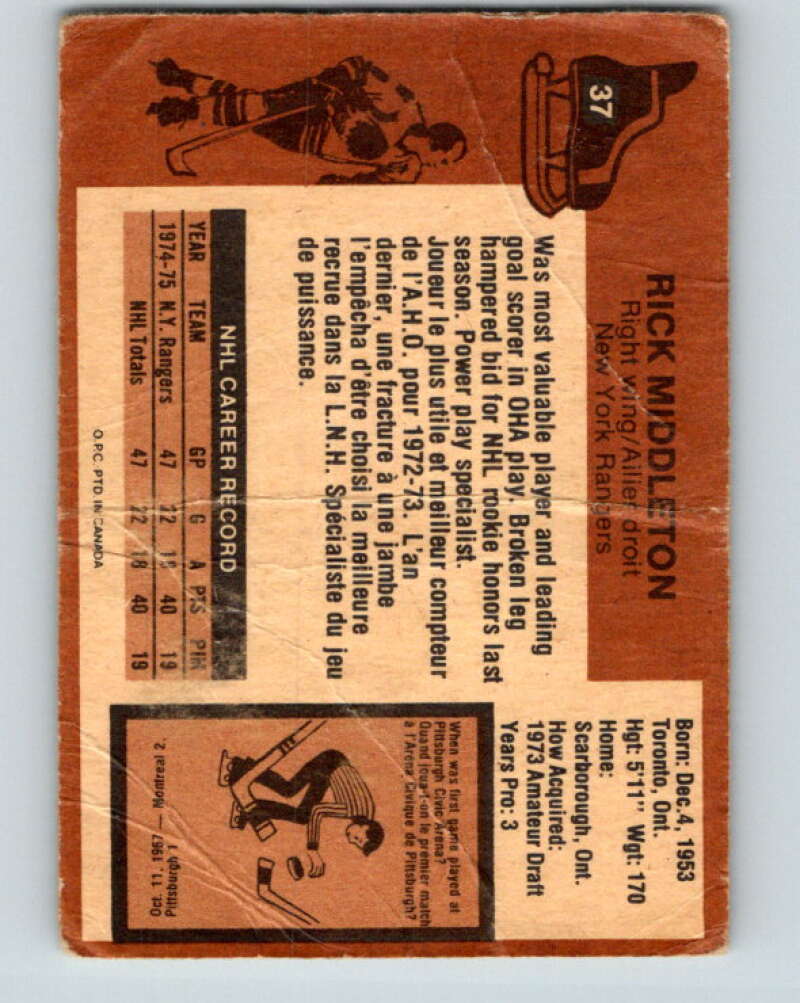 37
RICK MIDDLETON
Right wing/Ailier droit
New York Rangers
Born: Dec. 4, 1953
Toronto, Ont.
Hgt: 5'11" Wgt: 170
Home:
Scarborough, Ont.
How Acquired:
1973 Amateur Draft
Years Pro: 3
Was most valuable player and leading
goal scorer in OHA play. Broken leg
hampered bid for NHL rookie honors last
season. Power play specialist.
Joueur le plus utile et meilleur compteur
de l'A.H.O. pour 1972-73. L'an
dernier, une fracture à une jambe
l'empêcha d'être choisi la meilleure
recrue dans la L.N.H. Spécialiste du jeu
de puissance.
NHL CAREER RECORD
YEAR TEAM GP G A PTS PIM
1974-75 N.Y. Rangers 47 22 18 40 19
NHL Totals 47 22 18 40 19
O.P.C. PTD. IN CANADA
When was first game played at
Pittsburgh Civic Arena?
Quand joua-t-on le premier match
à l'Arena Civique de Pittsburgh?
Oct. 11, 1967 — Montreal 2,
Pittsburgh 1